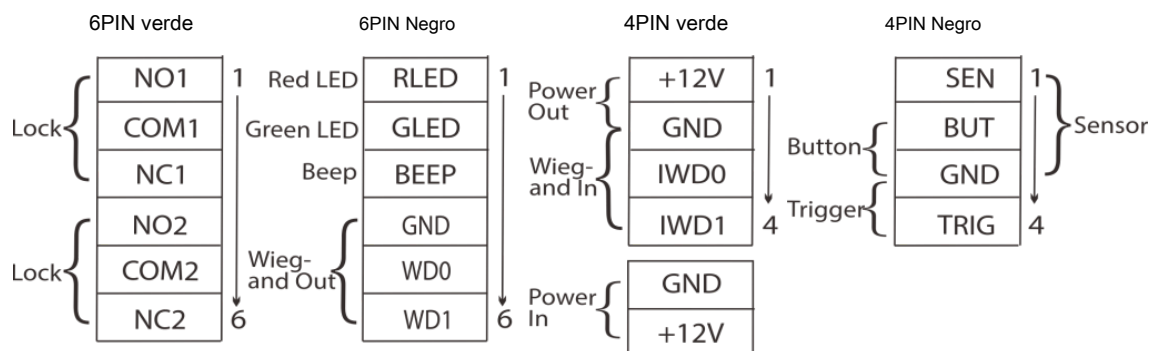 6PIN verde
NO1 1
Lock COM1
NC1
NO2
Lock COM2
NC2 6
6PIN Negro
Red LED RLED 1
Green LED GLED
Beep BEEP
GND
Wieg-
and Out WD0
WD1 6
4PIN verde
+12V 1
Power
Out
GND
Wieg-
and In IWD0
IWD1 4
GND
Power
In
+12V
4PIN Negro
SEN 1
BUT Sensor
Button
GND
Trigger
TRIG 4